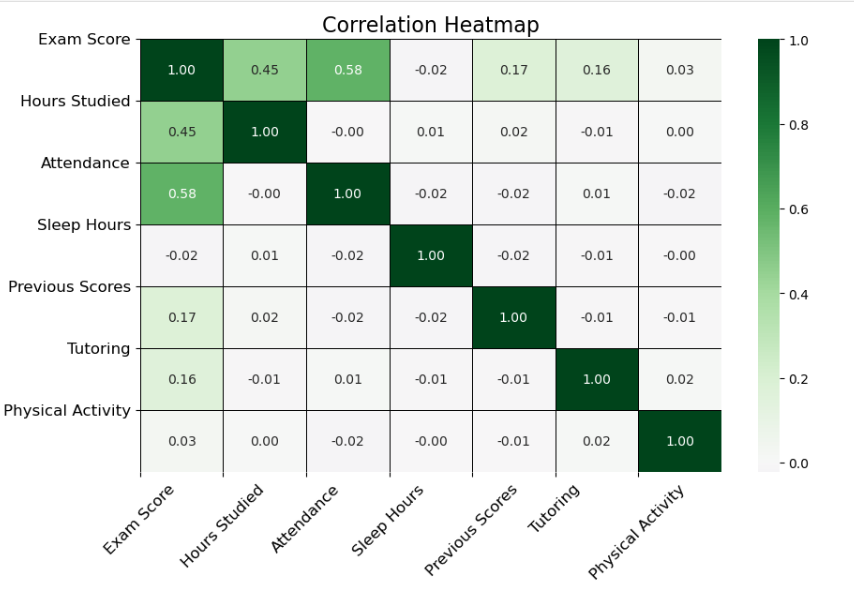 Correlation Heatmap
Exam Score
1.00 0.45 0.58 -0.02 0.17 0.16 0.03
Hours Studied
0.45 1.00 -0.00 0.01 0.02 -0.01 0.00
Attendance
0.58 -0.00 1.00 -0.02 -0.02 0.01 -0.02
Sleep Hours
-0.02 0.01 -0.02 1.00 -0.02 -0.01 -0.00
Previous Scores
0.17 0.02 -0.02 -0.02 1.00 -0.01 -0.01
Tutoring
0.16 -0.01 0.01 -0.01 -0.01 1.00 0.02
Physical Activity
0.03 0.00 -0.02 -0.00 -0.01 0.02 1.00
Exam Score
Hours Studied
Attendance
Sleep Hours
Previous Scores
Tutoring
Physical Activity
1.0
0.8
0.6
0.4
0.2
0.0